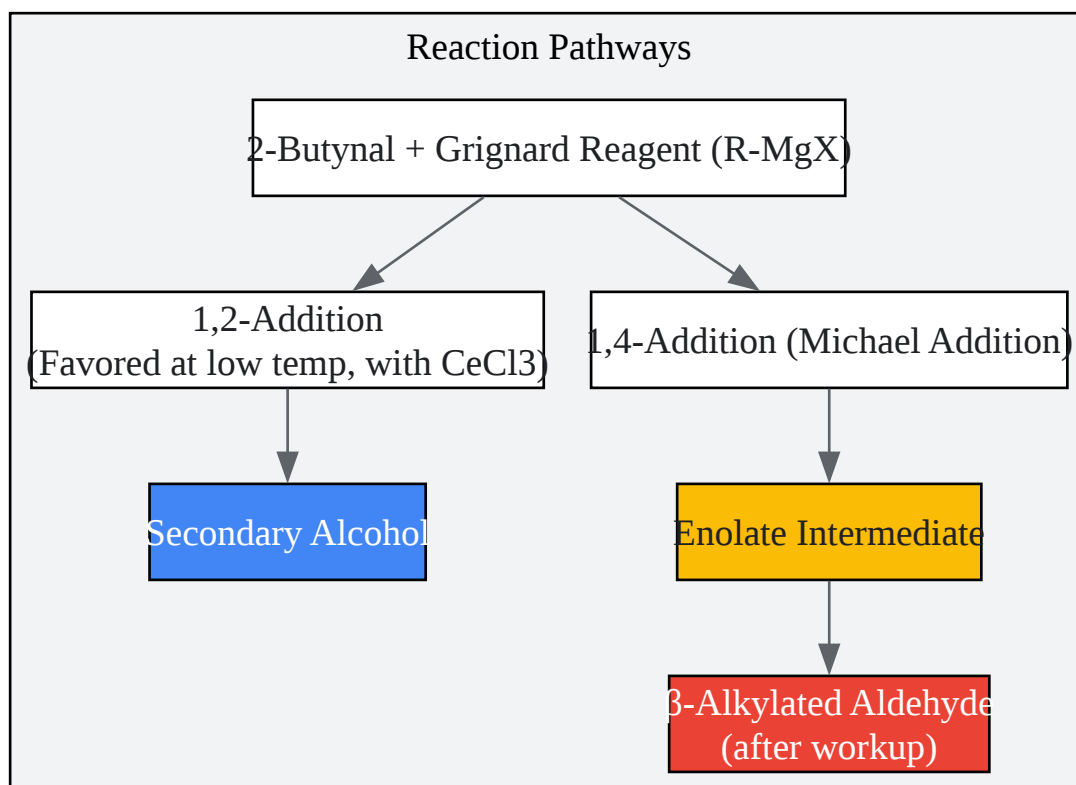 Reaction Pathways
2-Butynal + Grignard Reagent (R-MgX)
1,2-Addition
(Favored at low temp, with CeCl3)
1,4-Addition (Michael Addition)
Secondary Alcohol
Enolate Intermediate
β-Alkylated Aldehyde
(after workup)